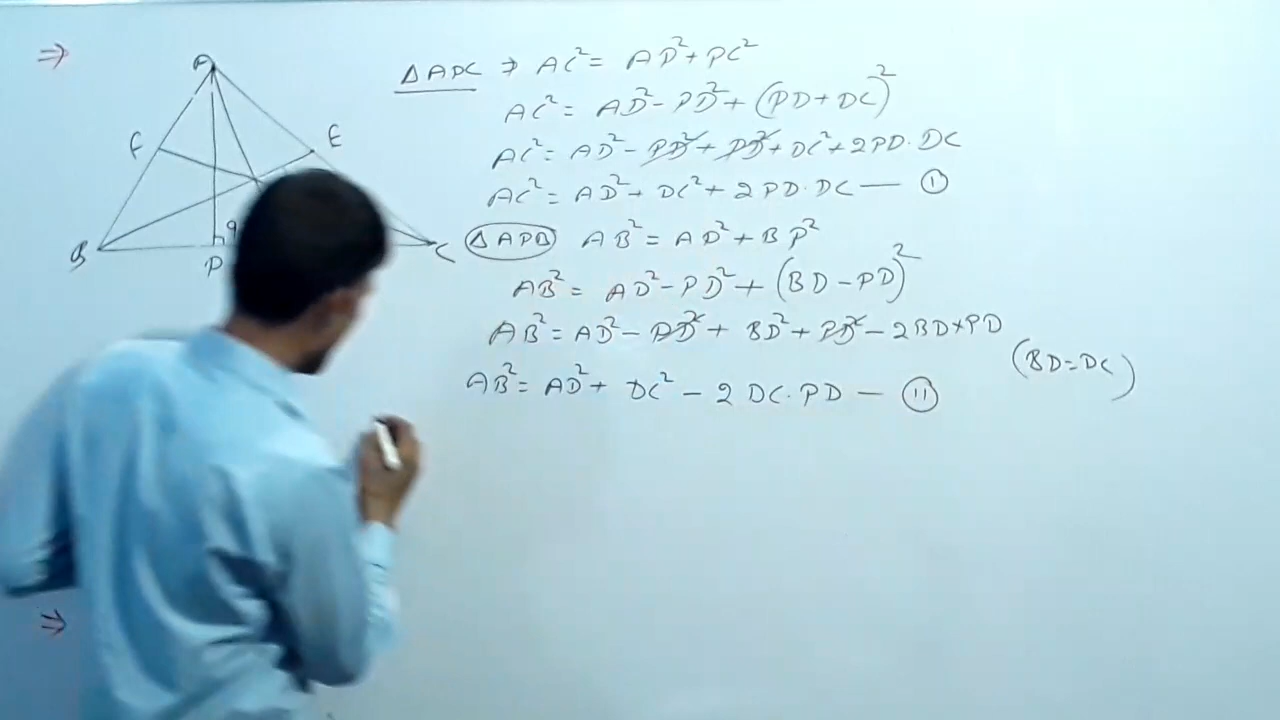 ⇒
A
F
E
B
P
C
△ADC ⇒ AC² = AD² + PC²
AC² = AD² - PD² + (PD + DC)²
AC² = AD² - PD² + PD² + DC² + 2PD · DC
AC² = AD² + DC² + 2PD · DC — ①
△APB AB² = AD² + BP²
AB² = AD² - PD² + (BD - PD)²
AB² = AD² - PD² + BD² + PD² - 2BD × PD
(BD = DC)
AB² = AD² + DC² - 2DC · PD — ⑪
⇒